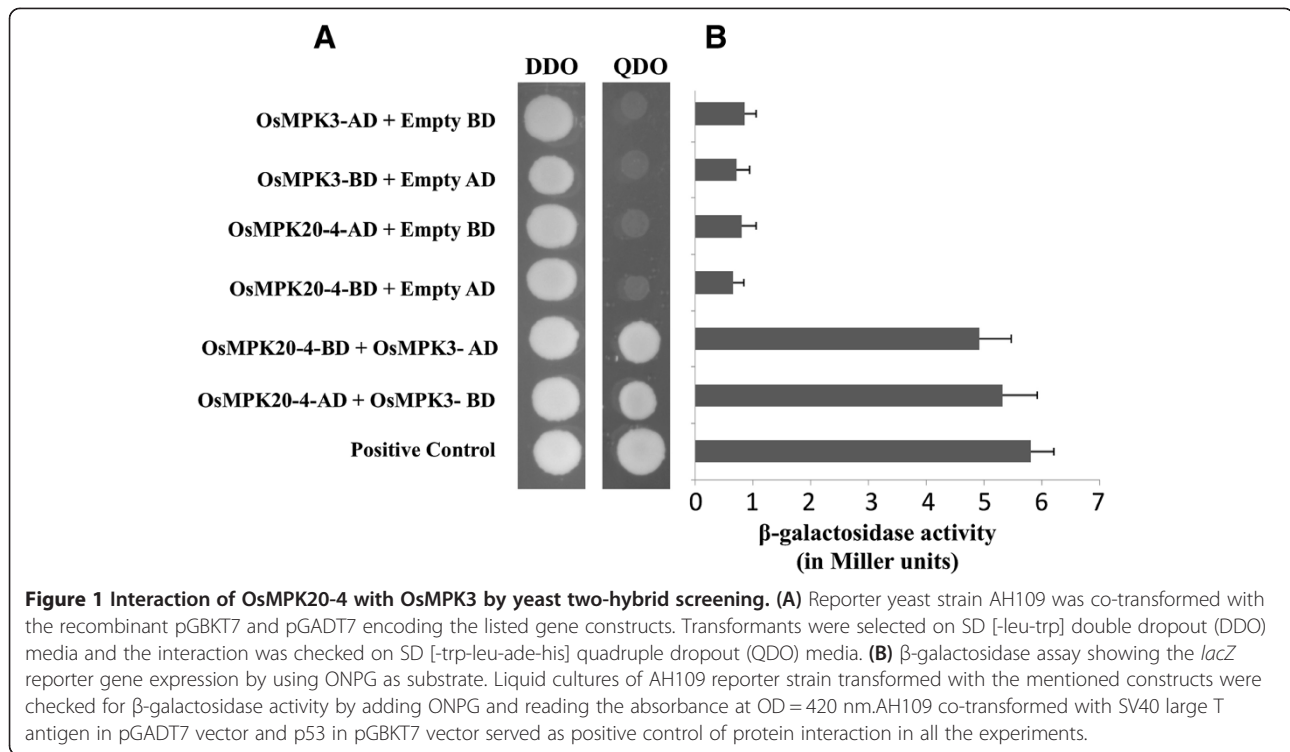 A
B
DDO QDO
OsMPK3-AD + Empty BD
OsMPK3-BD + Empty AD
OsMPK20-4-AD + Empty BD
OsMPK20-4-BD + Empty AD
OsMPK20-4-BD + OsMPK3- AD
OsMPK20-4-AD + OsMPK3- BD
Positive Control
0 1 2 3 4 5 6 7
β-galactosidase activity
(in Miller units)
Figure 1 Interaction of OsMPK20-4 with OsMPK3 by yeast two-hybrid screening. (A) Reporter yeast strain AH109 was co-transformed with
the recombinant pGBKT7 and pGADT7 encoding the listed gene constructs. Transformants were selected on SD [-leu-trp] double dropout (DDO)
media and the interaction was checked on SD [-trp-leu-ade-his] quadruple dropout (QDO) media. (B) β-galactosidase assay showing the lacZ
reporter gene expression by using ONPG as substrate. Liquid cultures of AH109 reporter strain transformed with the mentioned constructs were
checked for β-galactosidase activity by adding ONPG and reading the absorbance at OD = 420 nm.AH109 co-transformed with SV40 large T
antigen in pGADT7 vector and p53 in pGBKT7 vector served as positive control of protein interaction in all the experiments.